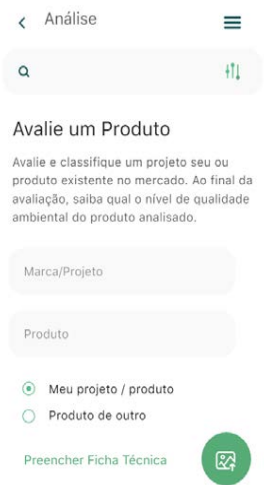 Análise
Avalie um Produto
Avalie e classifique um projeto seu ou
produto existente no mercado. Ao final da
avaliação, saiba qual o nível de qualidade
ambiental do produto analisado.
Marca/Projeto
Produto
Meu projeto / produto
Produto de outro
Preencher Ficha Técnica